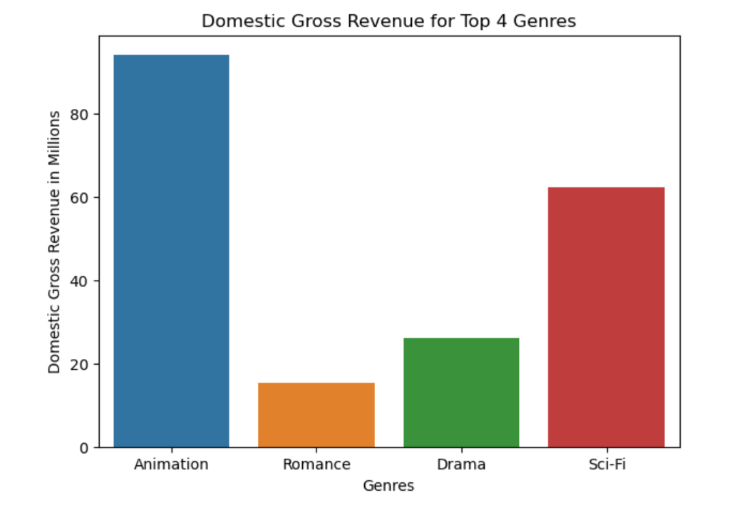 Domestic Gross Revenue for Top 4 Genres
Domestic Gross Revenue in Millions
80
60
40
20
0
Animation Romance Drama Sci-Fi
Genres